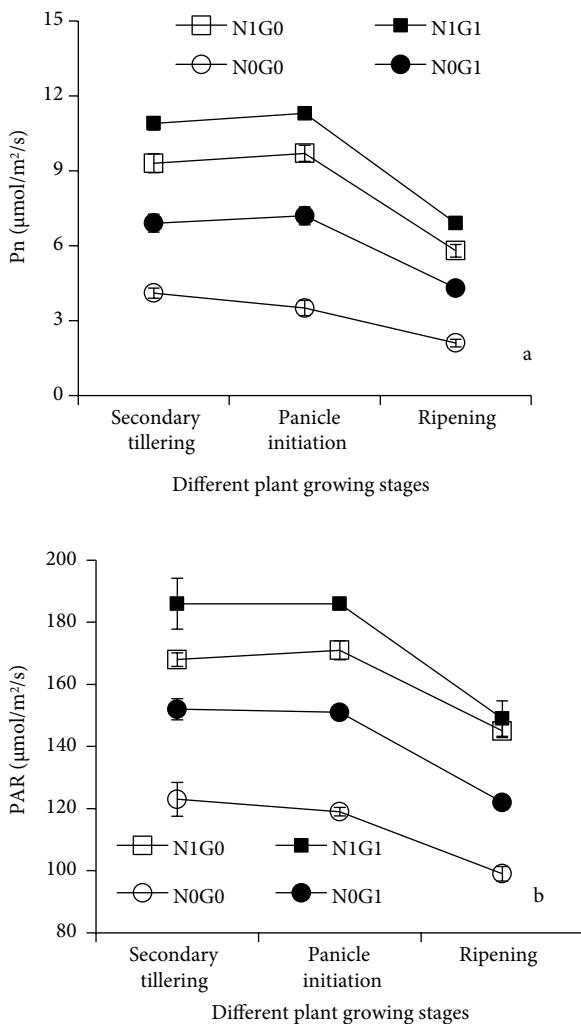 15
N1G0
N1G1
N0G0
N0G1
12
9
6
3
0
Pn (µmol/m²/s)
a
Secondary
tillering
Panicle
initiation
Ripening
Different plant growing stages
200
180
160
140
120
100
80
PAR (µmol/m²/s)
N1G0
N1G1
N0G0
N0G1
b
Secondary
tillering
Panicle
initiation
Ripening
Different plant growing stages